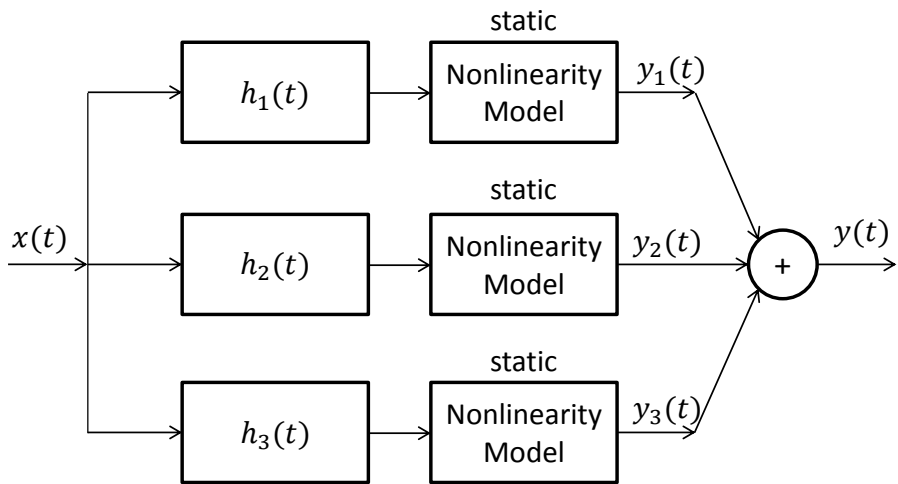 static
h₁(t)
Nonlinearity
Model
y₁(t)
static
x(t)
h₂(t)
Nonlinearity
Model
y₂(t)
+
y(t)
static
h₃(t)
Nonlinearity
Model
y₃(t)